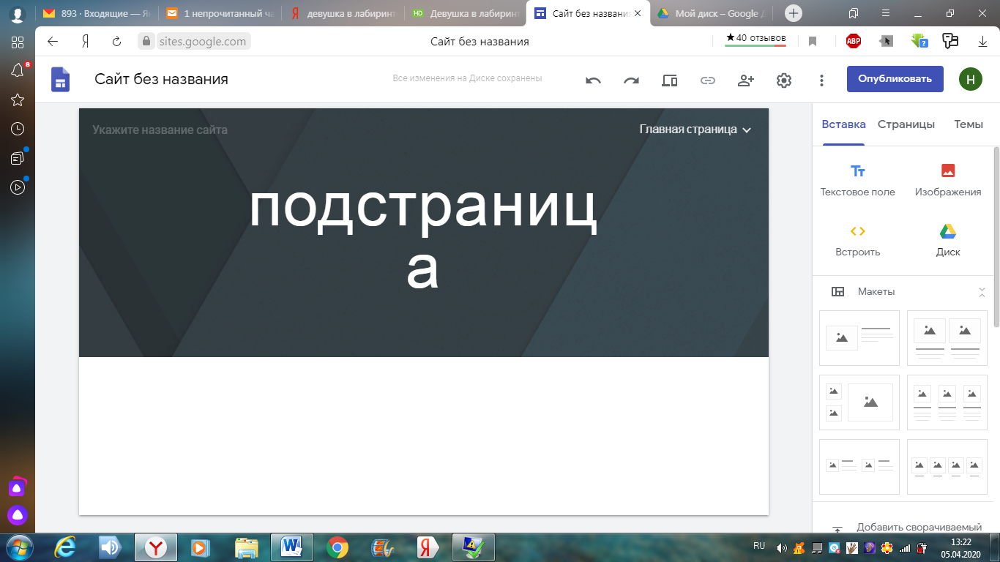 893 · Входящие — Ян
1 непрочитанный ча
девушка в лабиринт
Девушка в лабиринт
Сайт без названия
Мой диск – Google Д
sites.google.com
Сайт без названия
★40 отзывов
ABP
8
Сайт без названия
Все изменения на Диске сохранены
Опубликовать
Н
Укажите название сайта
Главная страница
подстраниц
а
Вставка
Страницы
Темы
Текстовое поле
Изображения
Встроить
Диск
Макеты
Добавить сворачиваемый
RU
13:22
05.04.2020